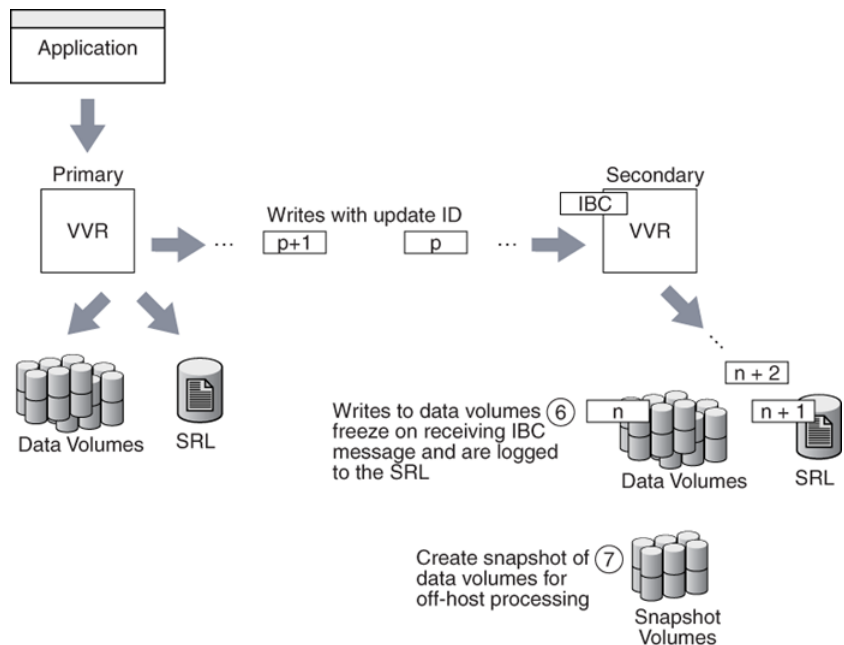 Application
Primary
Secondary
IBC
VVR
Writes with update ID
VVR
...
p+1
p
...
n + 2
Writes to data volumes
freeze on receiving IBC
message and are logged
to the SRL
6
n
n + 1
Data Volumes
SRL
Data Volumes
SRL
Create snapshot of
data volumes for
off-host processing
7
Snapshot
Volumes